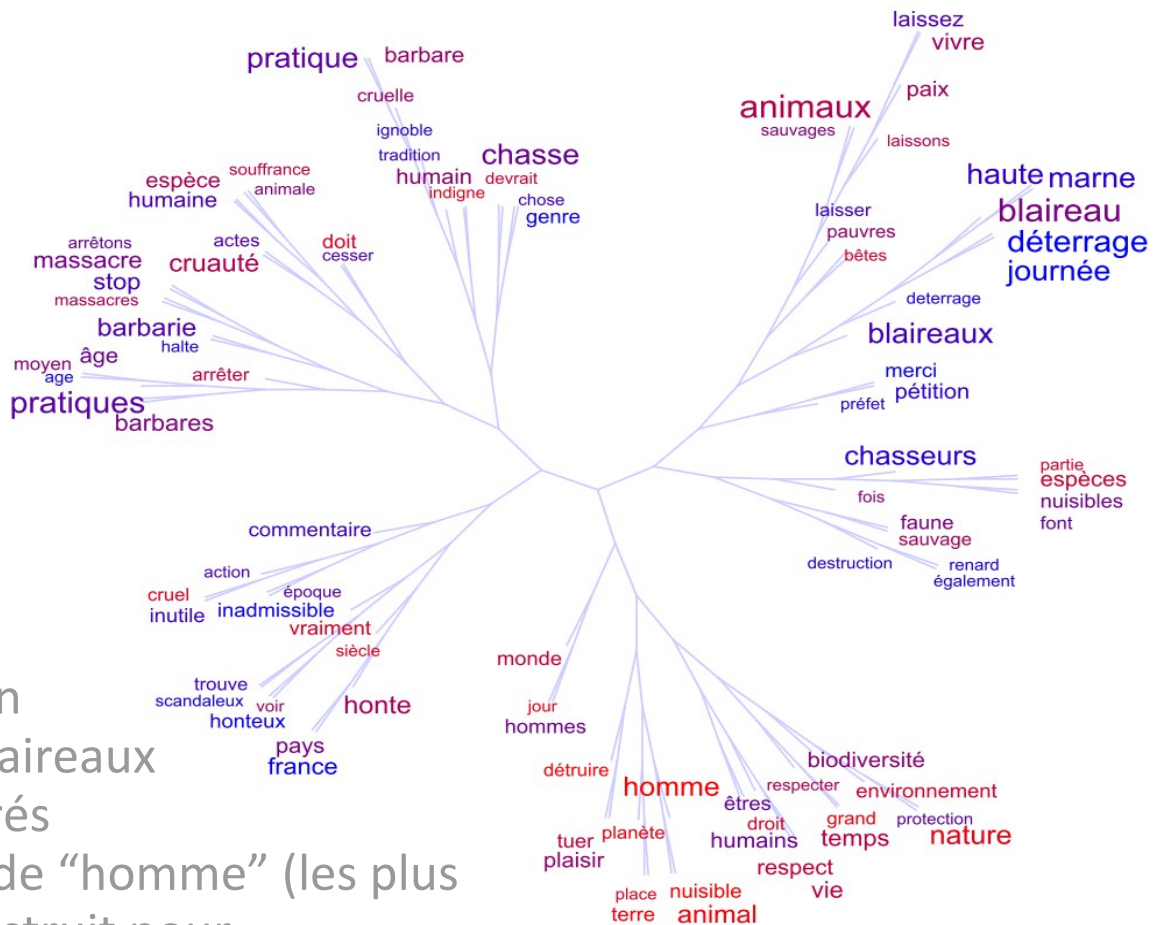 laissez
vivre
pratique
barbare
paix
cruelle
animaux
sauvages
ignoble
laissons
tradition
chasse
humain
devrait
indigne
chose
genre
souffrance
espèce
animale
humaine
haute marne
blaireau
déterrage
journée
laisser
pauvres
bêtes
arrêtons
actes
doit
cesser
massacre
cruauté
stop
massacres
deterrage
barbarie
halte
blaireaux
moyen âge
age
arrêter
merci
pétition
préfet
pratiques
barbares
chasseurs
partie
espèces
nuisibles
font
fois
faune
sauvage
destruction
renard
également
commentaire
action
cruel
époque
inutile
inadmissible
vraiment
siècle
monde
trouve
scandaleux
voir
honteux
honte
jour
hommes
pays
france
détruire
homme
biodiversité
respecter
environnement
êtres
droit
humains
grand
temps
protection
nature
tuer
planète
plaisir
respect
vie
place
nuisible
terre
animal
n
aireaux
rés
de “homme” (les plus
struit pour